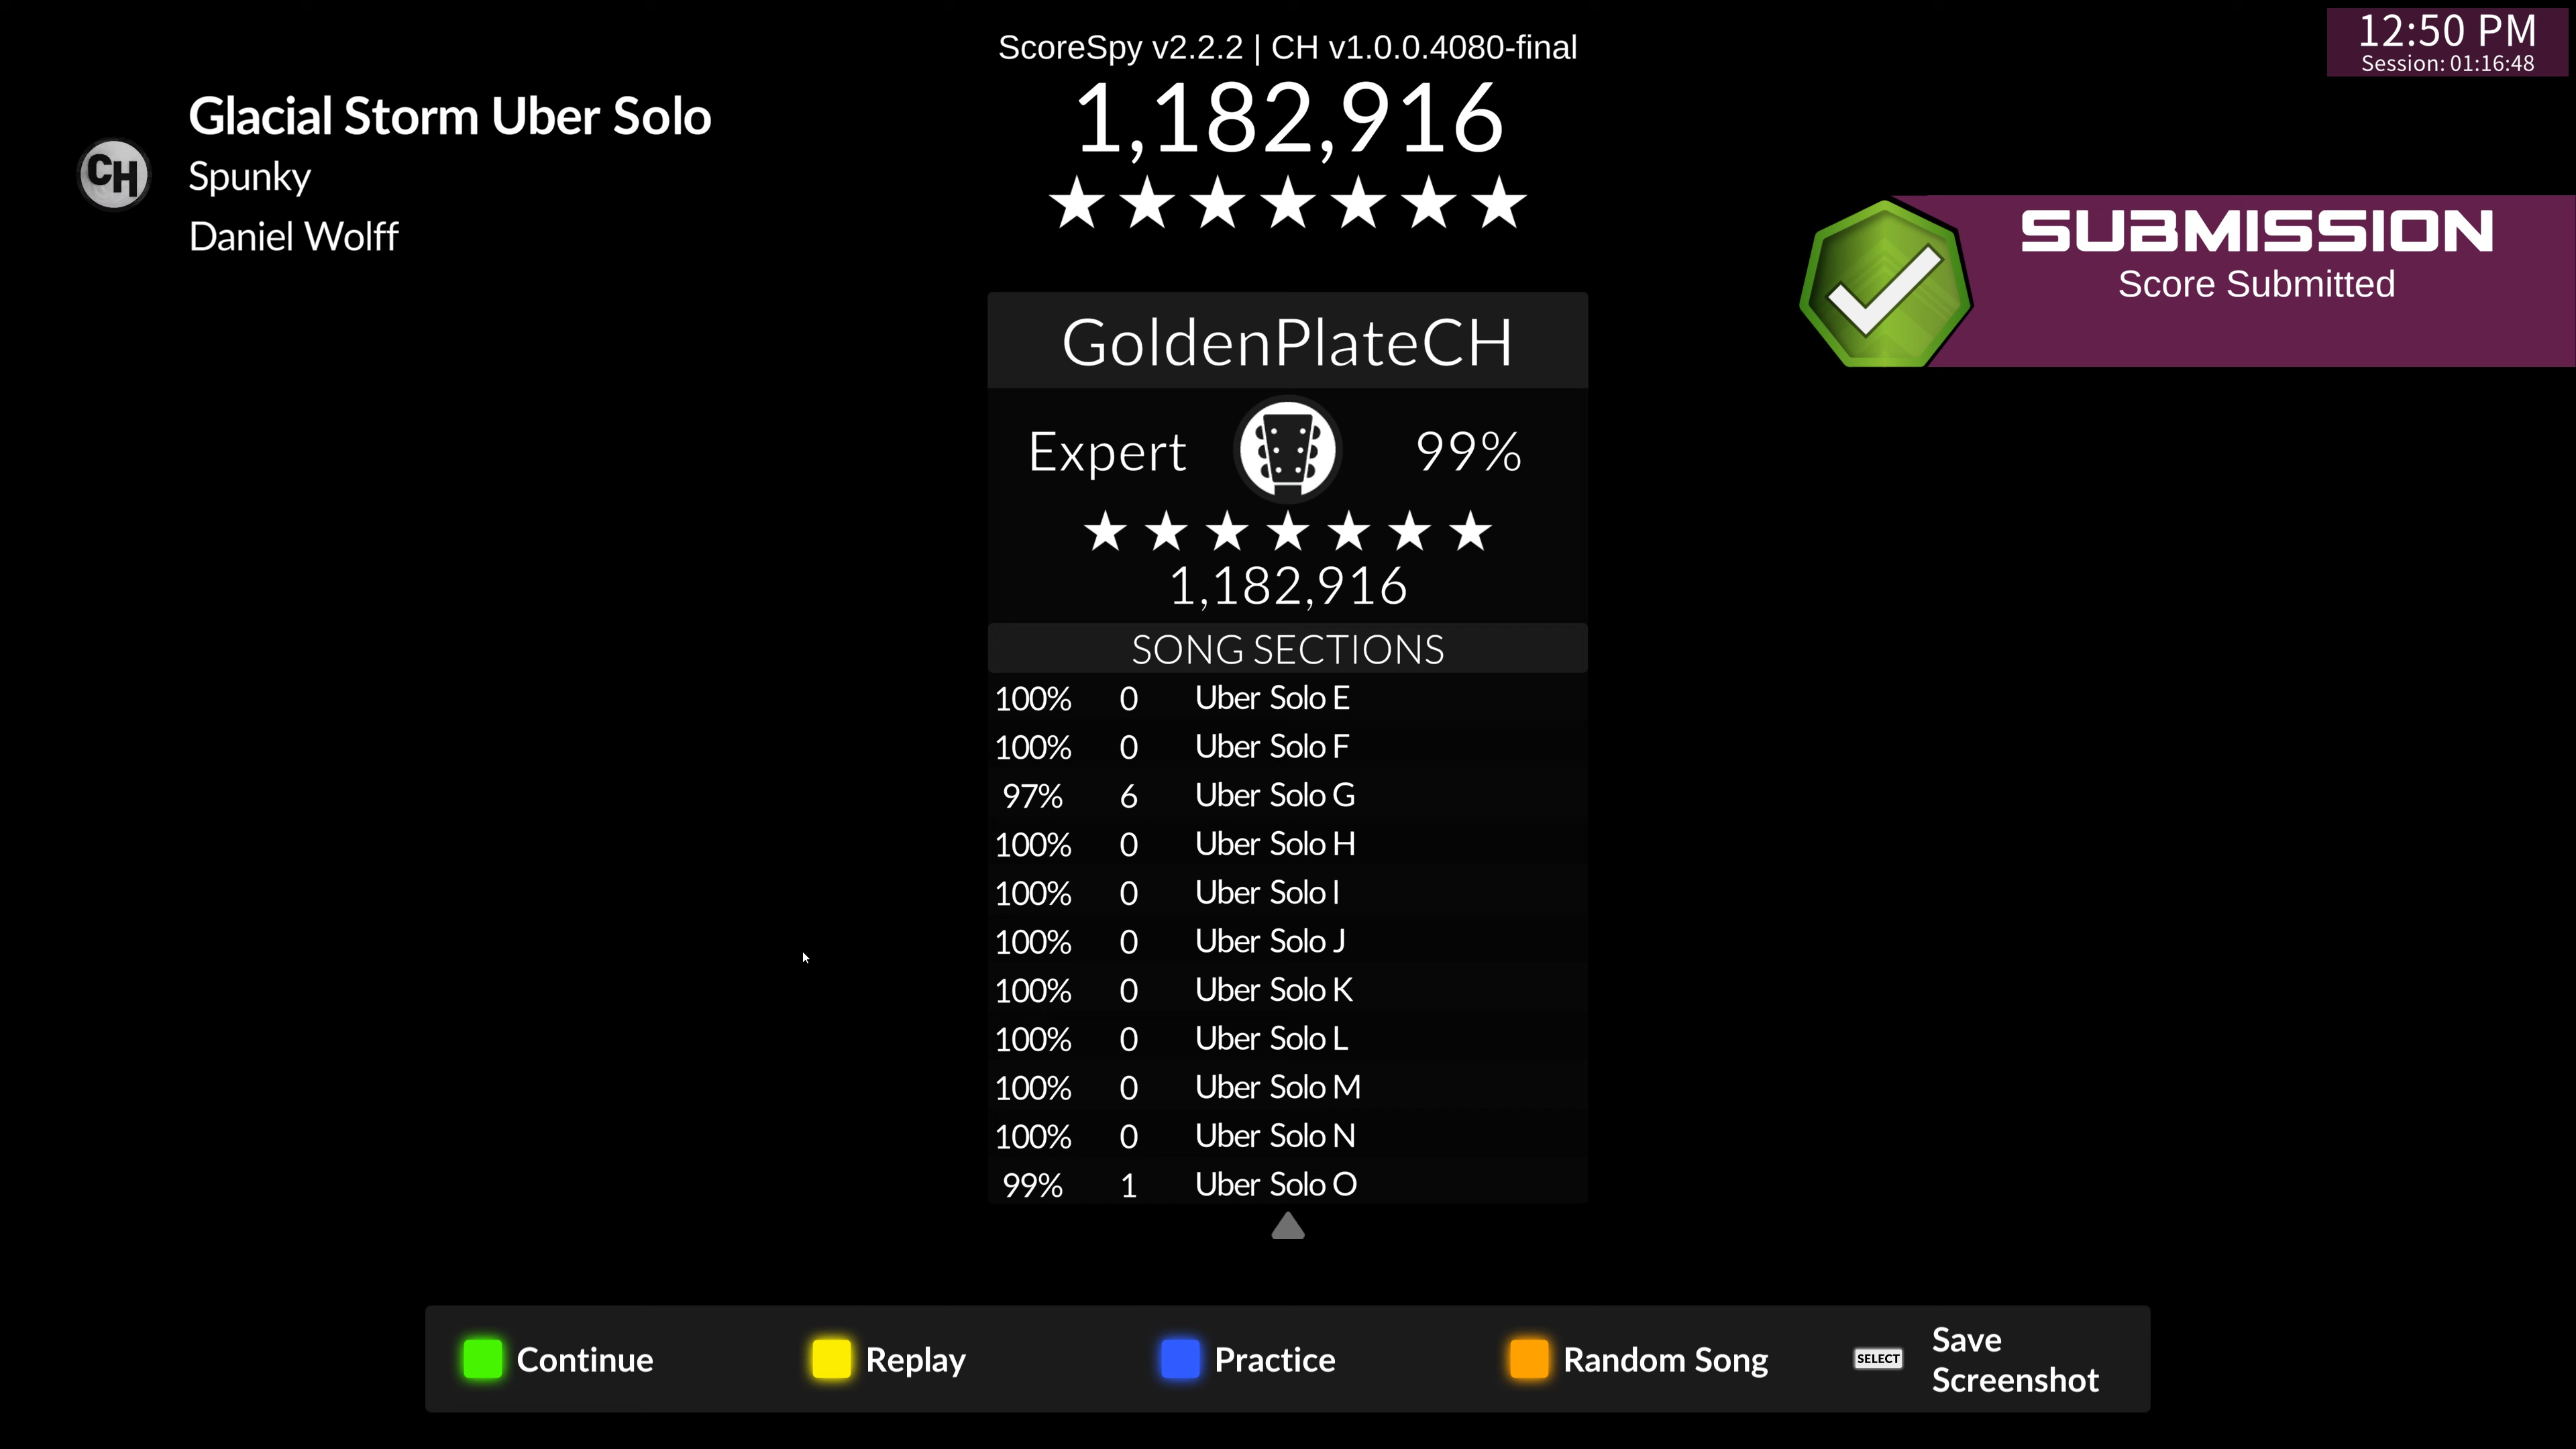 12:50 PM
Session: 01:16:48
ScoreSpy v2.2.2 | CH v1.0.0.4080-final
1,182,916
Glacial Storm Uber Solo
CH
Spunky
Daniel Wolff
SUBMISSION
Score Submitted
GoldenPlateCH
Expert 99%
1,182,916
SONG SECTIONS
100% 0 Uber Solo E
100% 0 Uber Solo F
97% 6 Uber Solo G
100% 0 Uber Solo H
100% 0 Uber Solo I
100% 0 Uber Solo J
100% 0 Uber Solo K
100% 0 Uber Solo L
100% 0 Uber Solo M
100% 0 Uber Solo N
99% 1 Uber Solo O
Continue Replay Practice Random Song SELECT Save
Screenshot